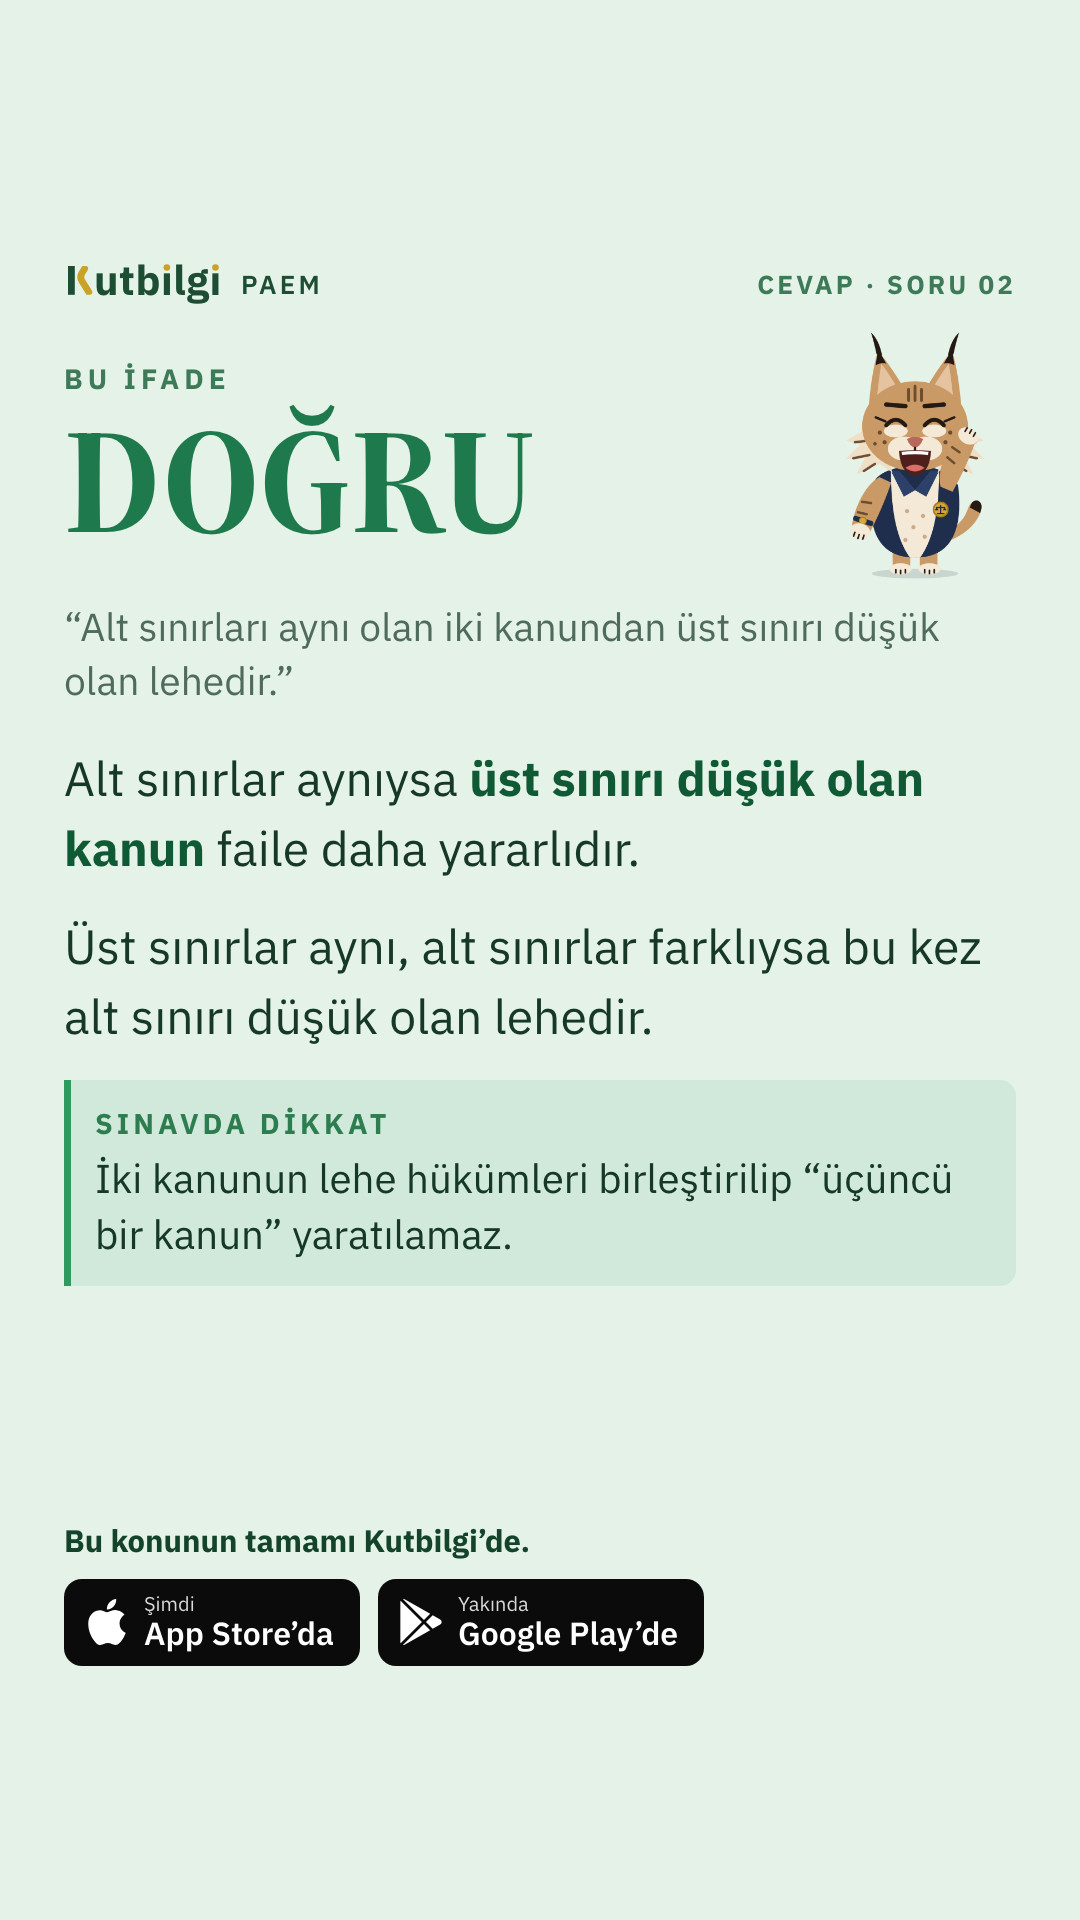 Kutbilgi PAEM
CEVAP · SORU 02
BU İFADE
DOĞRU
“Alt sınırları aynı olan iki kanundan üst sınırı düşük
olan lehedir.”
Alt sınırlar aynıysa üst sınırı düşük olan
kanun faile daha yararlıdır.
Üst sınırlar aynı, alt sınırlar farklıysa bu kez
alt sınırı düşük olan lehedir.
SINAVDA DİKKAT
İki kanunun lehe hükümleri birleştirilip “üçüncü
bir kanun” yaratılamaz.
Bu konunun tamamı Kutbilgi’de.
Şimdi
App Store’da
Yakında
Google Play’de